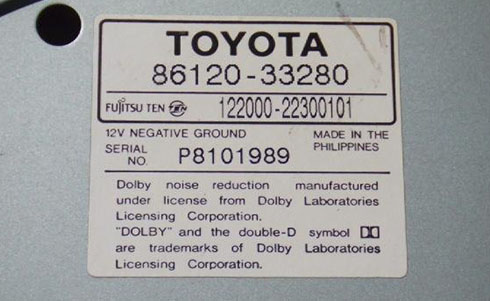 TOYOTA
86120-33280
FUJITSU TEN TEN 122000-22300101
12V NEGATIVE GROUND MADE IN THE
SERIAL P8101989 PHILIPPINES
NO
Dolby noise reduction manufactured
under license from Dolby Laboratories
Licensing Corporation.
"DOLBY" and the double-D symbol
are trademarks of Dolby Laboratories
Licensing Corporation.